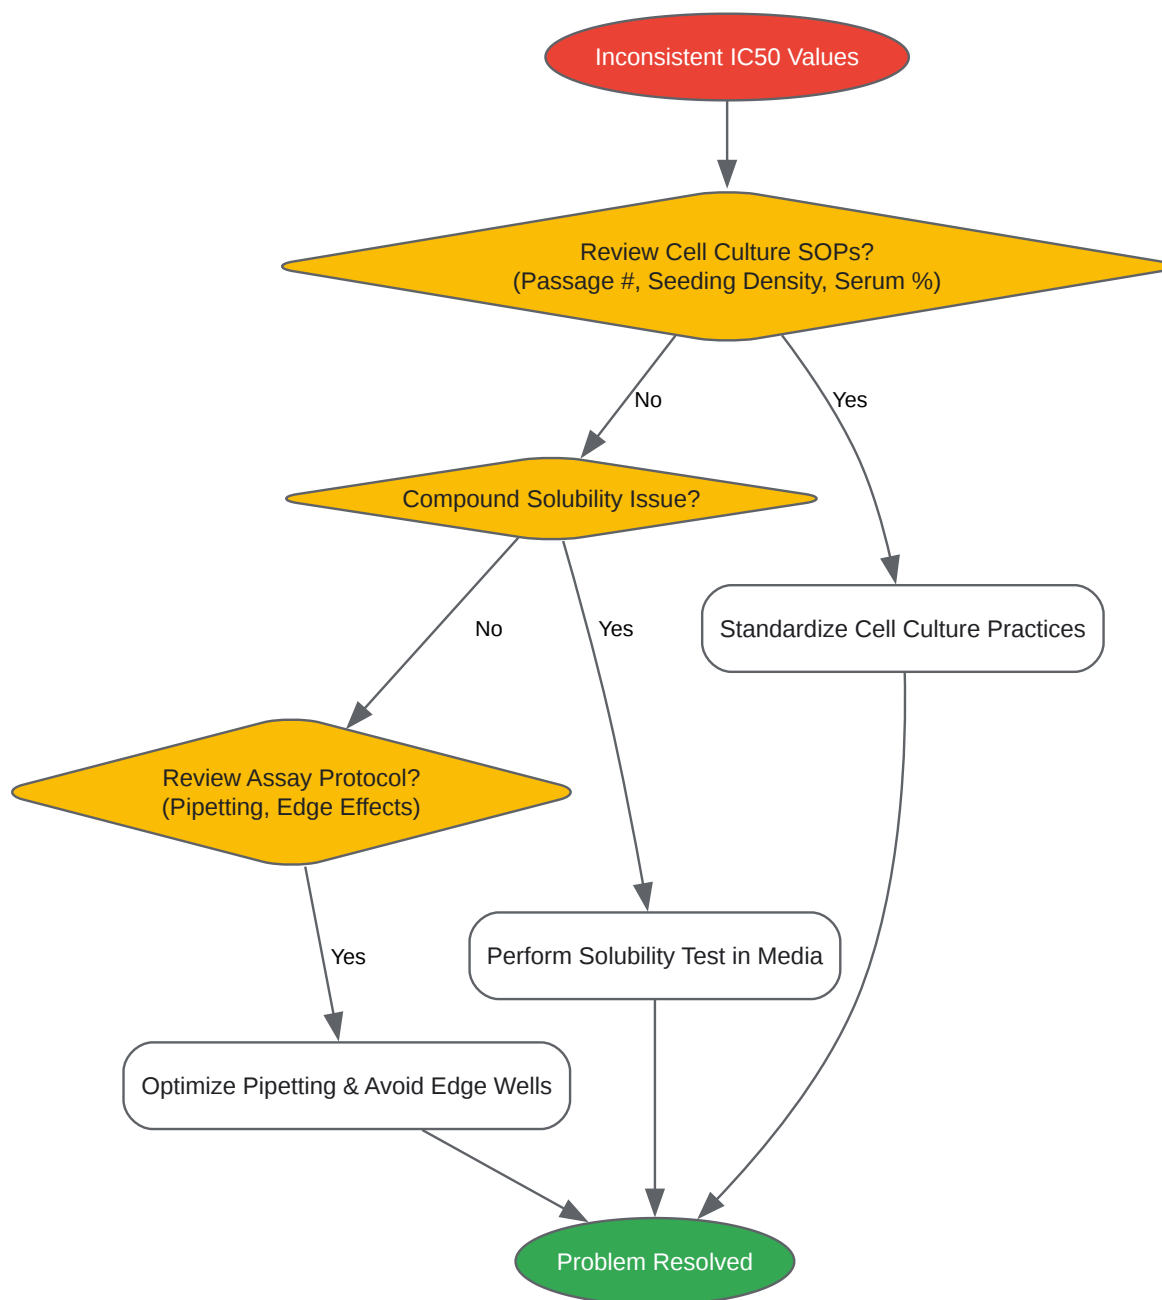 Inconsistent IC50 Values
Review Cell Culture SOPs?
(Passage #, Seeding Density, Serum %)
No
Yes
Compound Solubility Issue?
Standardize Cell Culture Practices
No
Yes
Review Assay Protocol?
(Pipetting, Edge Effects)
Yes
Perform Solubility Test in Media
Optimize Pipetting & Avoid Edge Wells
Problem Resolved